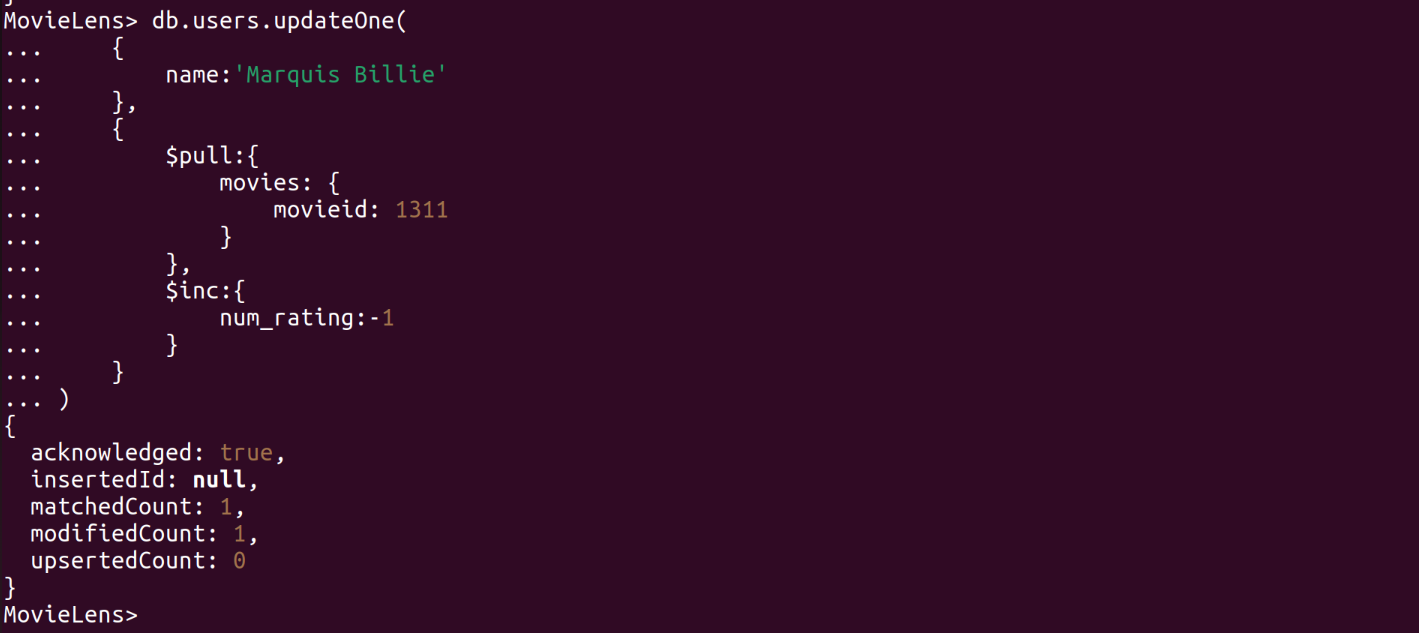 }
MovieLens> db.users.updateOne(
...     {
...         name:'Marquis Billie'
...     },
...     {
...         $pull:{
...             movies: {
...                 movieid: 1311
...             }
...         },
...         $inc:{
...             num_rating:-1
...         }
...     }
... )
{
  acknowledged: true,
  insertedId: null,
  matchedCount: 1,
  modifiedCount: 1,
  upsertedCount: 0
}
MovieLens>